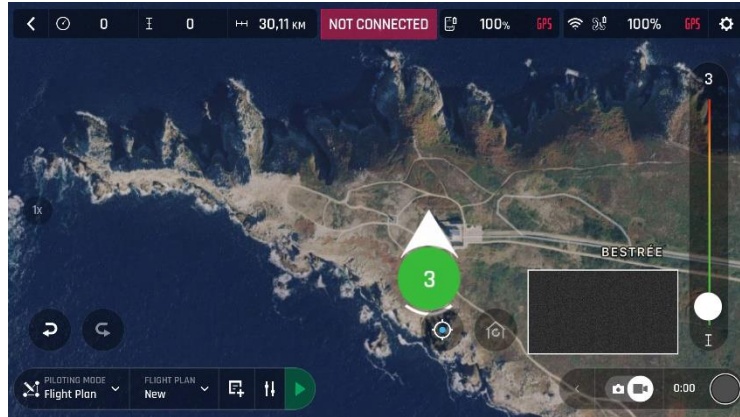 0 0 30,11 KM NOT CONNECTED 100% GPS 100% GPS
3
1x
BESTRÉE
3
PILOTING MODE
Flight Plan
FLIGHT PLAN
New
0:00